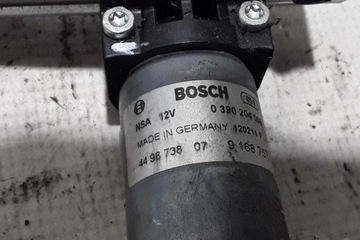 BOSCH
NSA 12V 0 390 204
MADE IN GERMANY 120211
44 98 738 07 9 168